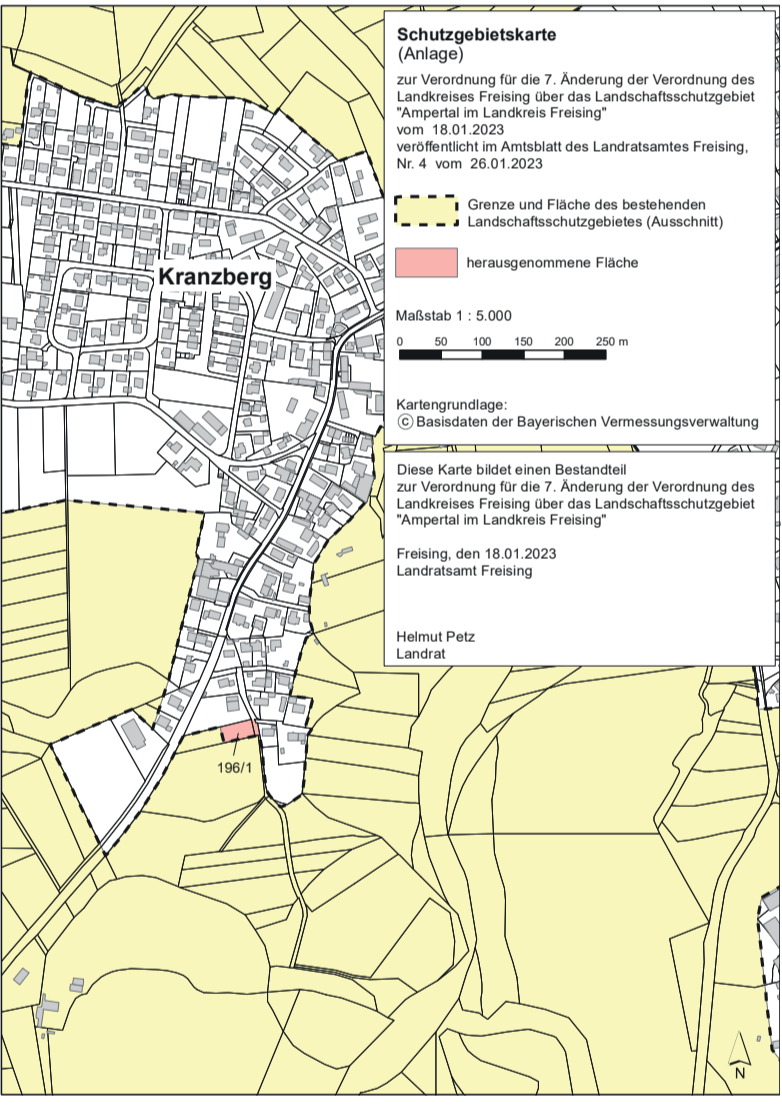 Schutzgebietskarte
(Anlage)
zur Verordnung für die 7. Änderung der Verordnung des
Landkreises Freising über das Landschaftsschutzgebiet
"Ampertal im Landkreis Freising"
vom 18.01.2023
veröffentlicht im Amtsblatt des Landratsamtes Freising,
Nr. 4 vom 26.01.2023
Grenze und Fläche des bestehenden
Landschaftsschutzgebietes (Ausschnitt)
herausgenommene Fläche
Maßstab 1 : 5.000
0 50 100 150 200 250 m
Kartengrundlage:
© Basisdaten der Bayerischen Vermessungsverwaltung
Diese Karte bildet einen Bestandteil
zur Verordnung für die 7. Änderung der Verordnung des
Landkreises Freising über das Landschaftsschutzgebiet
"Ampertal im Landkreis Freising"
Freising, den 18.01.2023
Landratsamt Freising
Helmut Petz
Landrat
Kranzberg
196/1
N